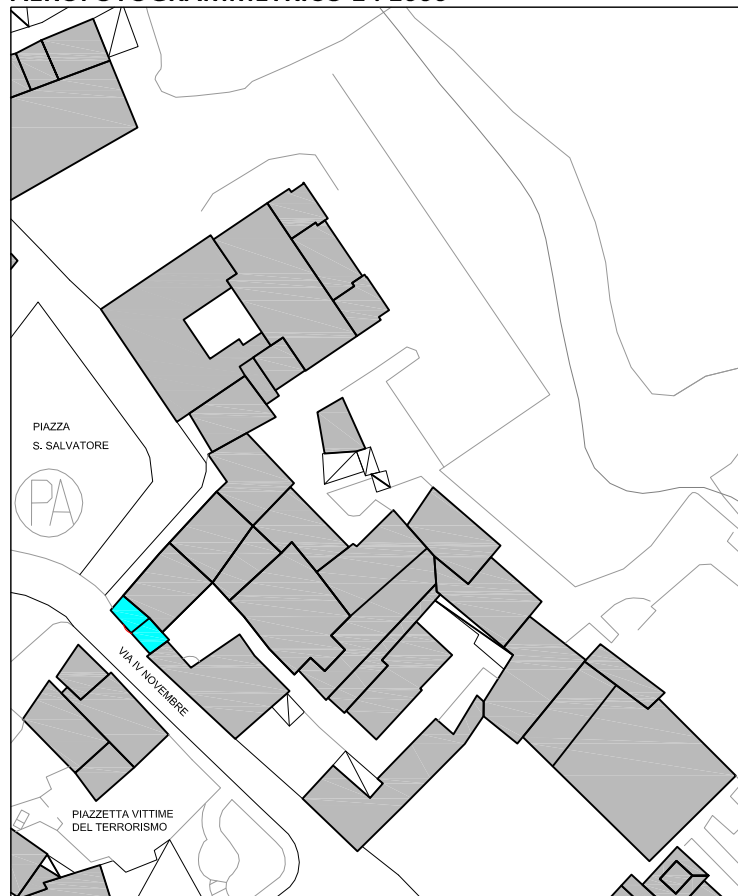 PIAZZA
S. SALVATORE
PA
VIA IV NOVEMBRE
PIAZZETTA VITTIME
DEL TERRORISMO